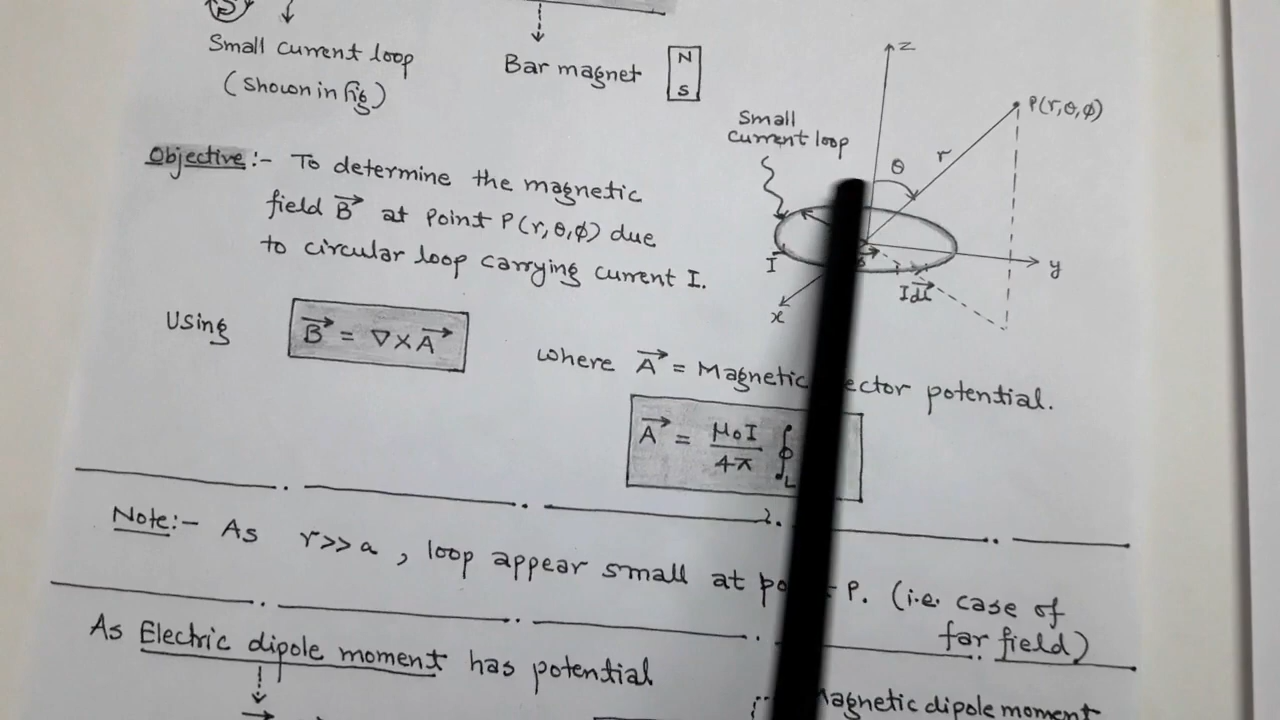 Small current loop
(Shown in fig)
Bar magnet
N
S
z
P(r,θ,ϕ)
Small
current loop
r
θ
I
y
Idl
x
Objective:- To determine the magnetic
field B⃗ at point P(r,θ,ϕ) due
to circular loop carrying current I.
Using B⃗ = ∇×A⃗ where A⃗ = Magnetic ector potential.
A⃗ = μ₀I/4π ∮L
Note:- As r>>a, loop appear small at P. (i.e. case of
far field)
As Electric dipole moment has potential
Magnetic dipole moment